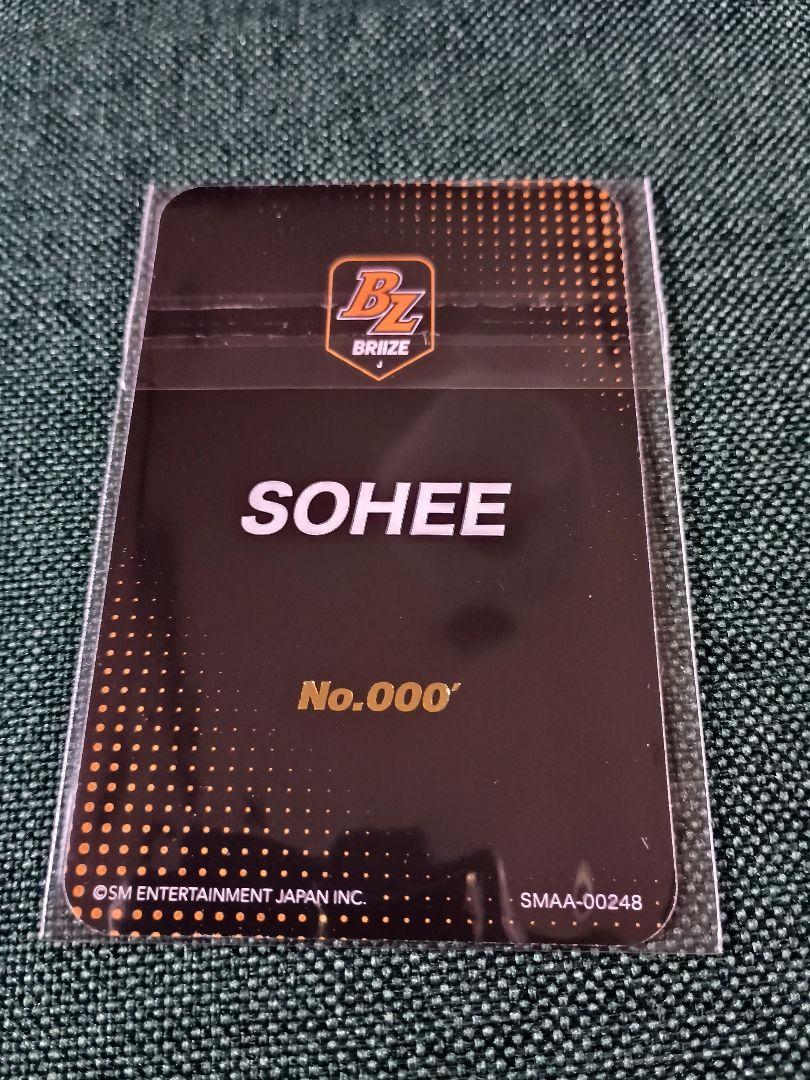 BZ
BRIIZE
J
SOHEE
No.000'
©SM ENTERTAINMENT JAPAN INC.
SMAA-00248